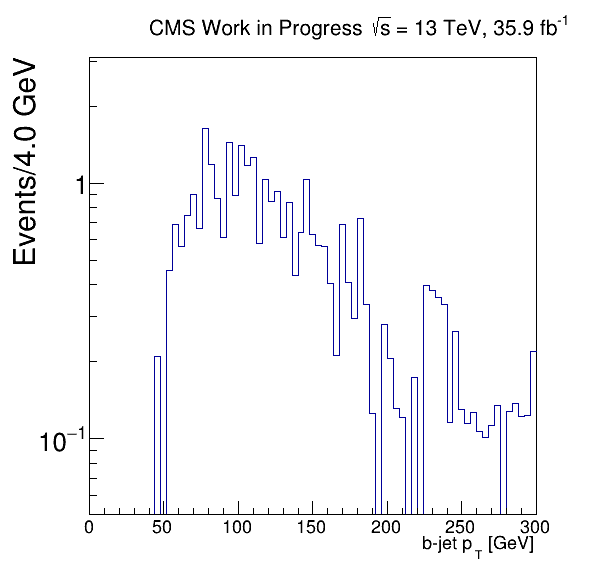 CMS Work in Progress √s = 13 TeV, 35.9 fb⁻¹
Events/4.0 GeV
1
10⁻¹
0 50 100 150 200 250 300
b-jet p_T [GeV]